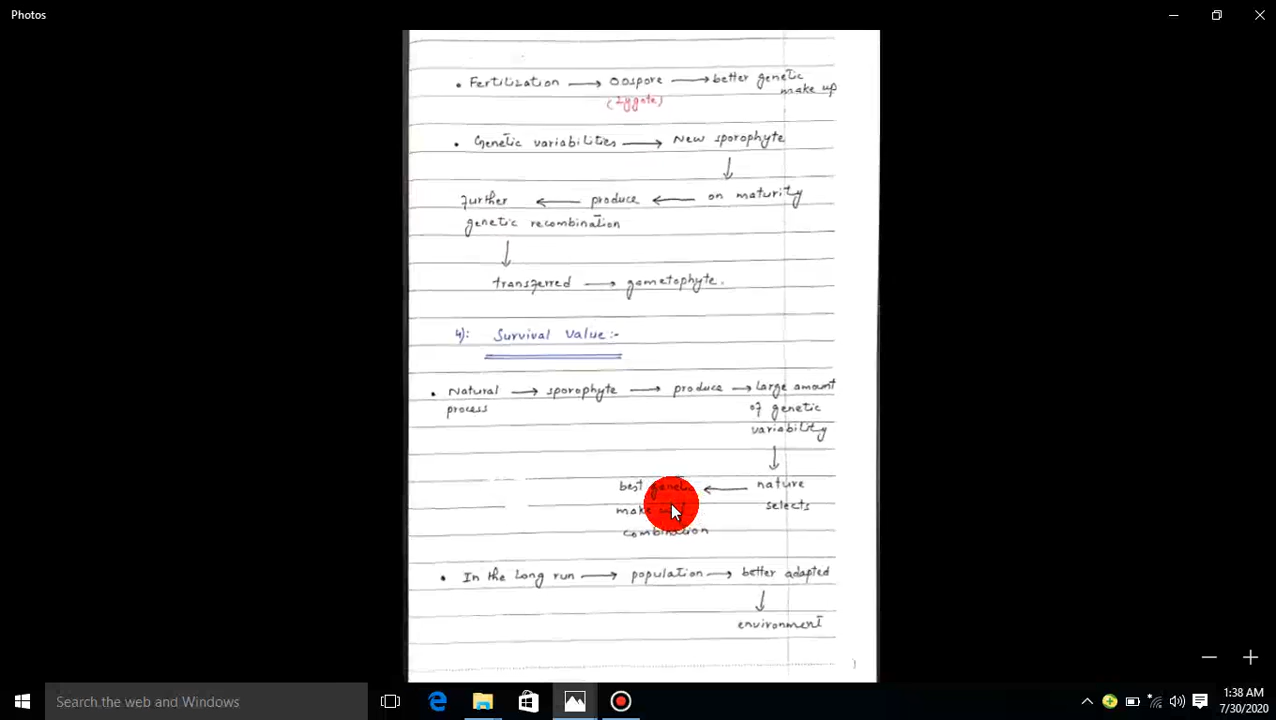 Photos
• Fertilization → Oospore → better genetic
make up
(Zygote)
• Genetic variabilities → New sporophyte
↓
further ← produce ← on maturity
genetic recombination
↓
transferred → gametophyte.
4): Survival Value :-
• Natural → sporophyte → produce → large amount
process
of genetic
variability
↓
best genetic ← nature
make
selects
combination
• In the long run → population → better adapted
↓
environment
Search the web and Windows
1:38 AM
7/30/2020